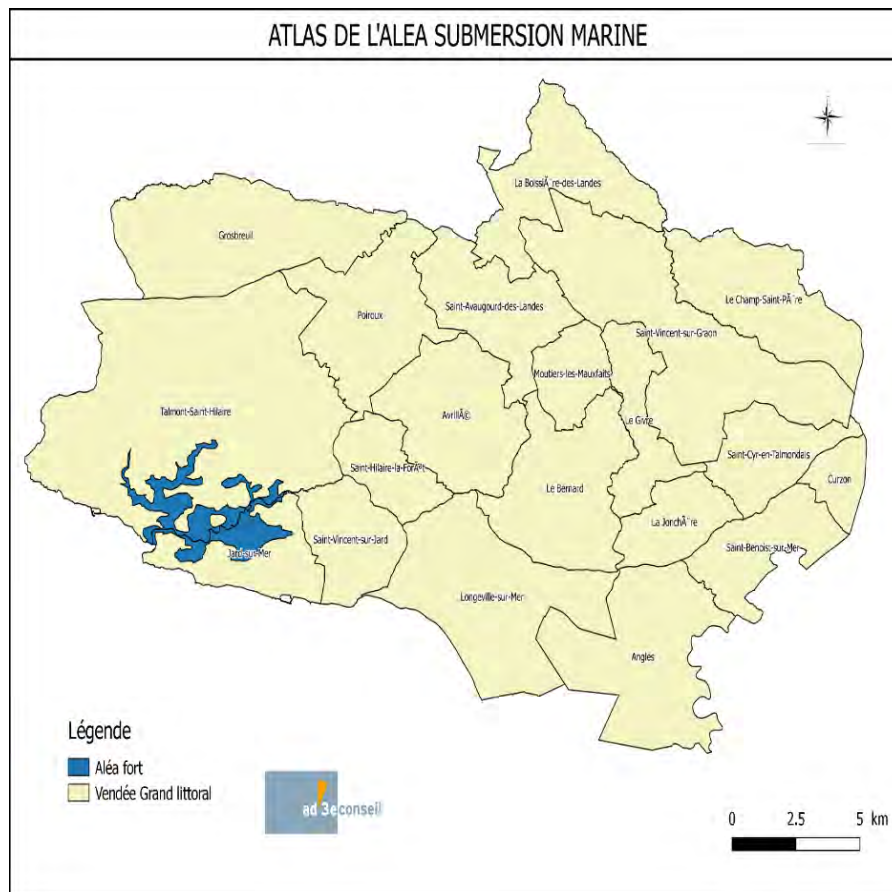 ATLAS DE L'ALEA SUBMERSION MARINE
La BoissiÃ¨re-des-Landes
Grosbreuil
Le Champ-Saint-PÃ¨re
Saint-Avaugourd-des-Landes
Poiroux
Saint-Vincent-sur-Graon
Moutiers-les-Mauxfaits
Talmont-Saint-Hilaire
AvrillÃ©
Le Givre
Saint-Cyr-en-Talmondais
Saint-Hilaire-la-ForÃªt
Curzon
Le Bernard
La JonchÃ¨re
Saint-Vincent-sur-Jard
Saint-Benoist-sur-Mer
Jard-sur-Mer
Longeville-sur-Mer
Angles
Légende
Aléa fort
Vendée Grand littoral
ad 3e conseil
0 2.5 5 km